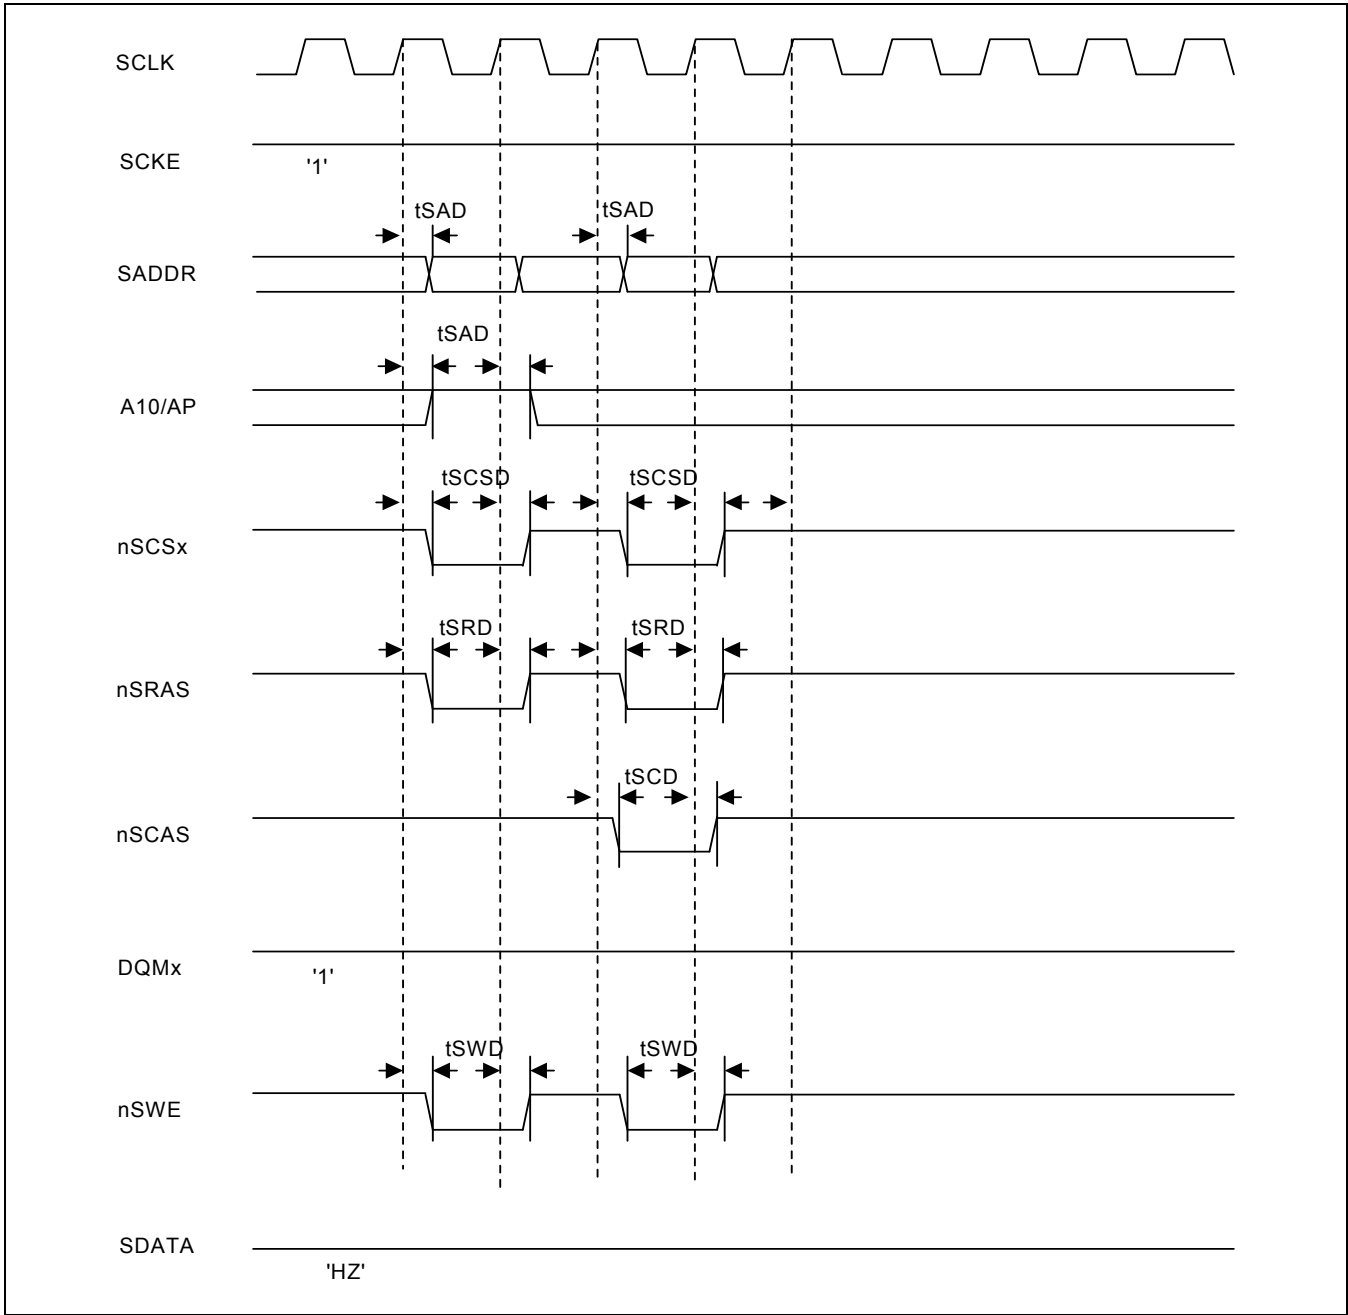 SCLK
SCKE
'1'
tSAD
tSAD
SADDR
tSAD
A10/AP
tSCSD
tSCSD
nSCSx
tSRD
tSRD
nSRAS
tSCD
nSCAS
DQMx
'1'
tSWD
tSWD
nSWE
SDATA
'HZ'